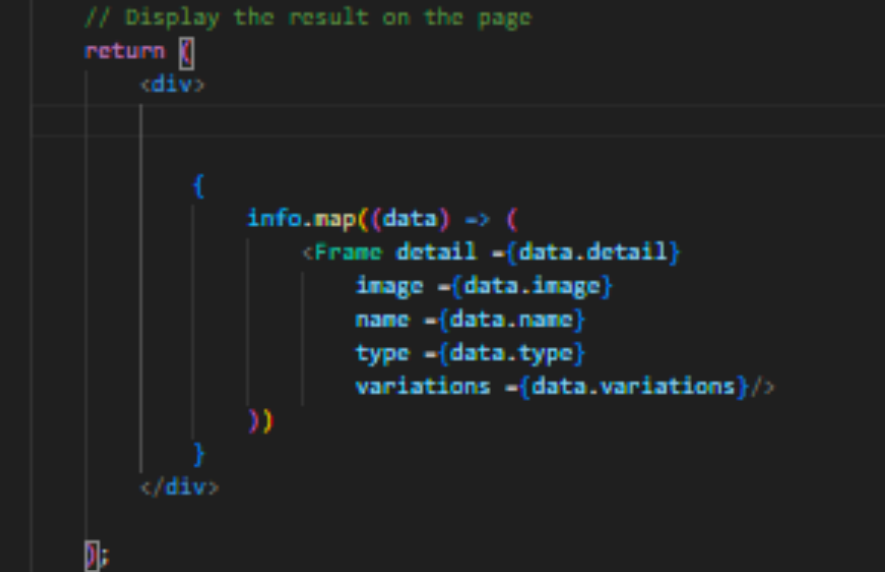 // Display the result on the page
return (
<div>
{
info.map((data) => (
<Frame detail ={data.detail}
image ={data.image}
name ={data.name}
type ={data.type}
variations ={data.variations}/>
))
}
</div>
);